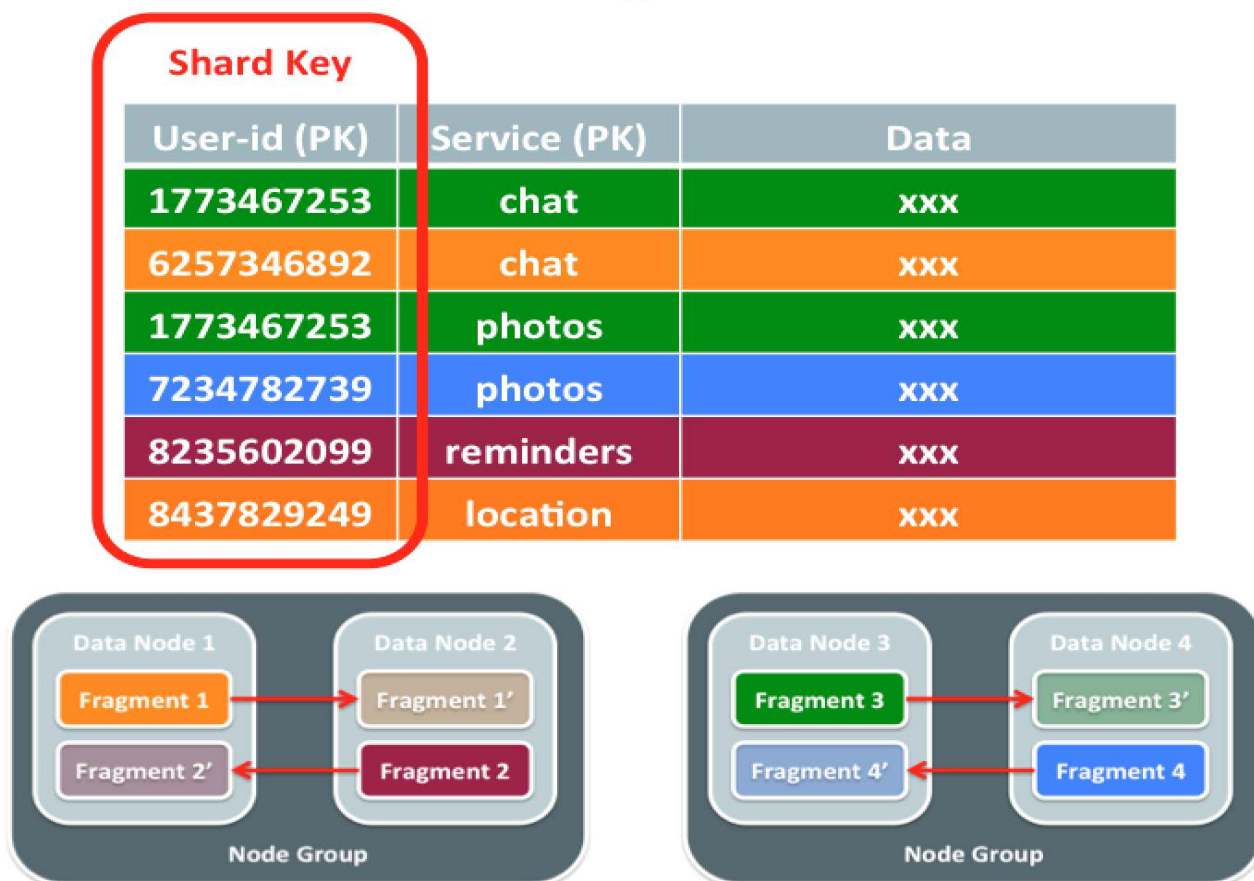 Shard Key
User-id (PK) Service (PK) Data
1773467253 chat xxx
6257346892 chat xxx
1773467253 photos xxx
7234782739 photos xxx
8235602099 reminders xxx
8437829249 location xxx
Data Node 1 Data Node 2 Data Node 3 Data Node 4
Fragment 1 Fragment 1’ Fragment 3 Fragment 3’
Fragment 2’ Fragment 2 Fragment 4’ Fragment 4
Node Group Node Group